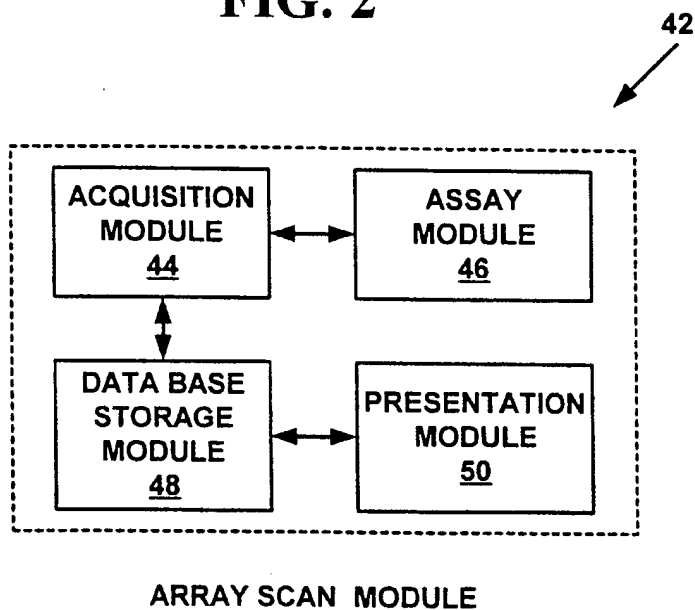 FIG. 2
42
ACQUISITION
MODULE
44
ASSAY
MODULE
46
DATA BASE
STORAGE
MODULE
48
PRESENTATION
MODULE
50
ARRAY SCAN MODULE